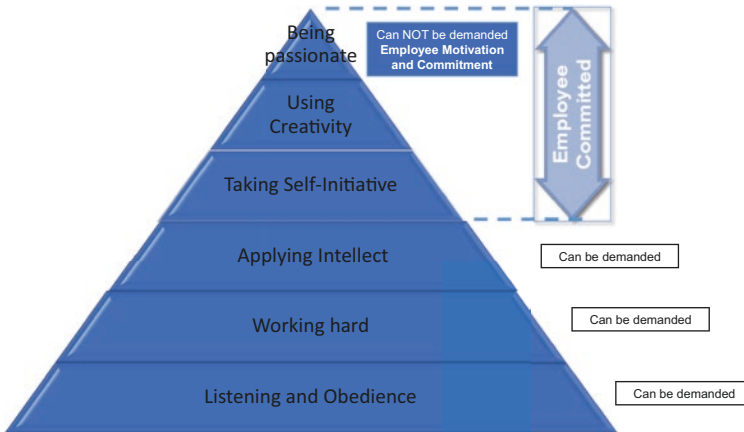 Being
passionate
Can NOT be demanded
Employee Motivation
and Commitment
Using
Creativity
Taking Self-Initiative
Employee
Committed
Applying Intellect
Can be demanded
Working hard
Can be demanded
Listening and Obedience
Can be demanded